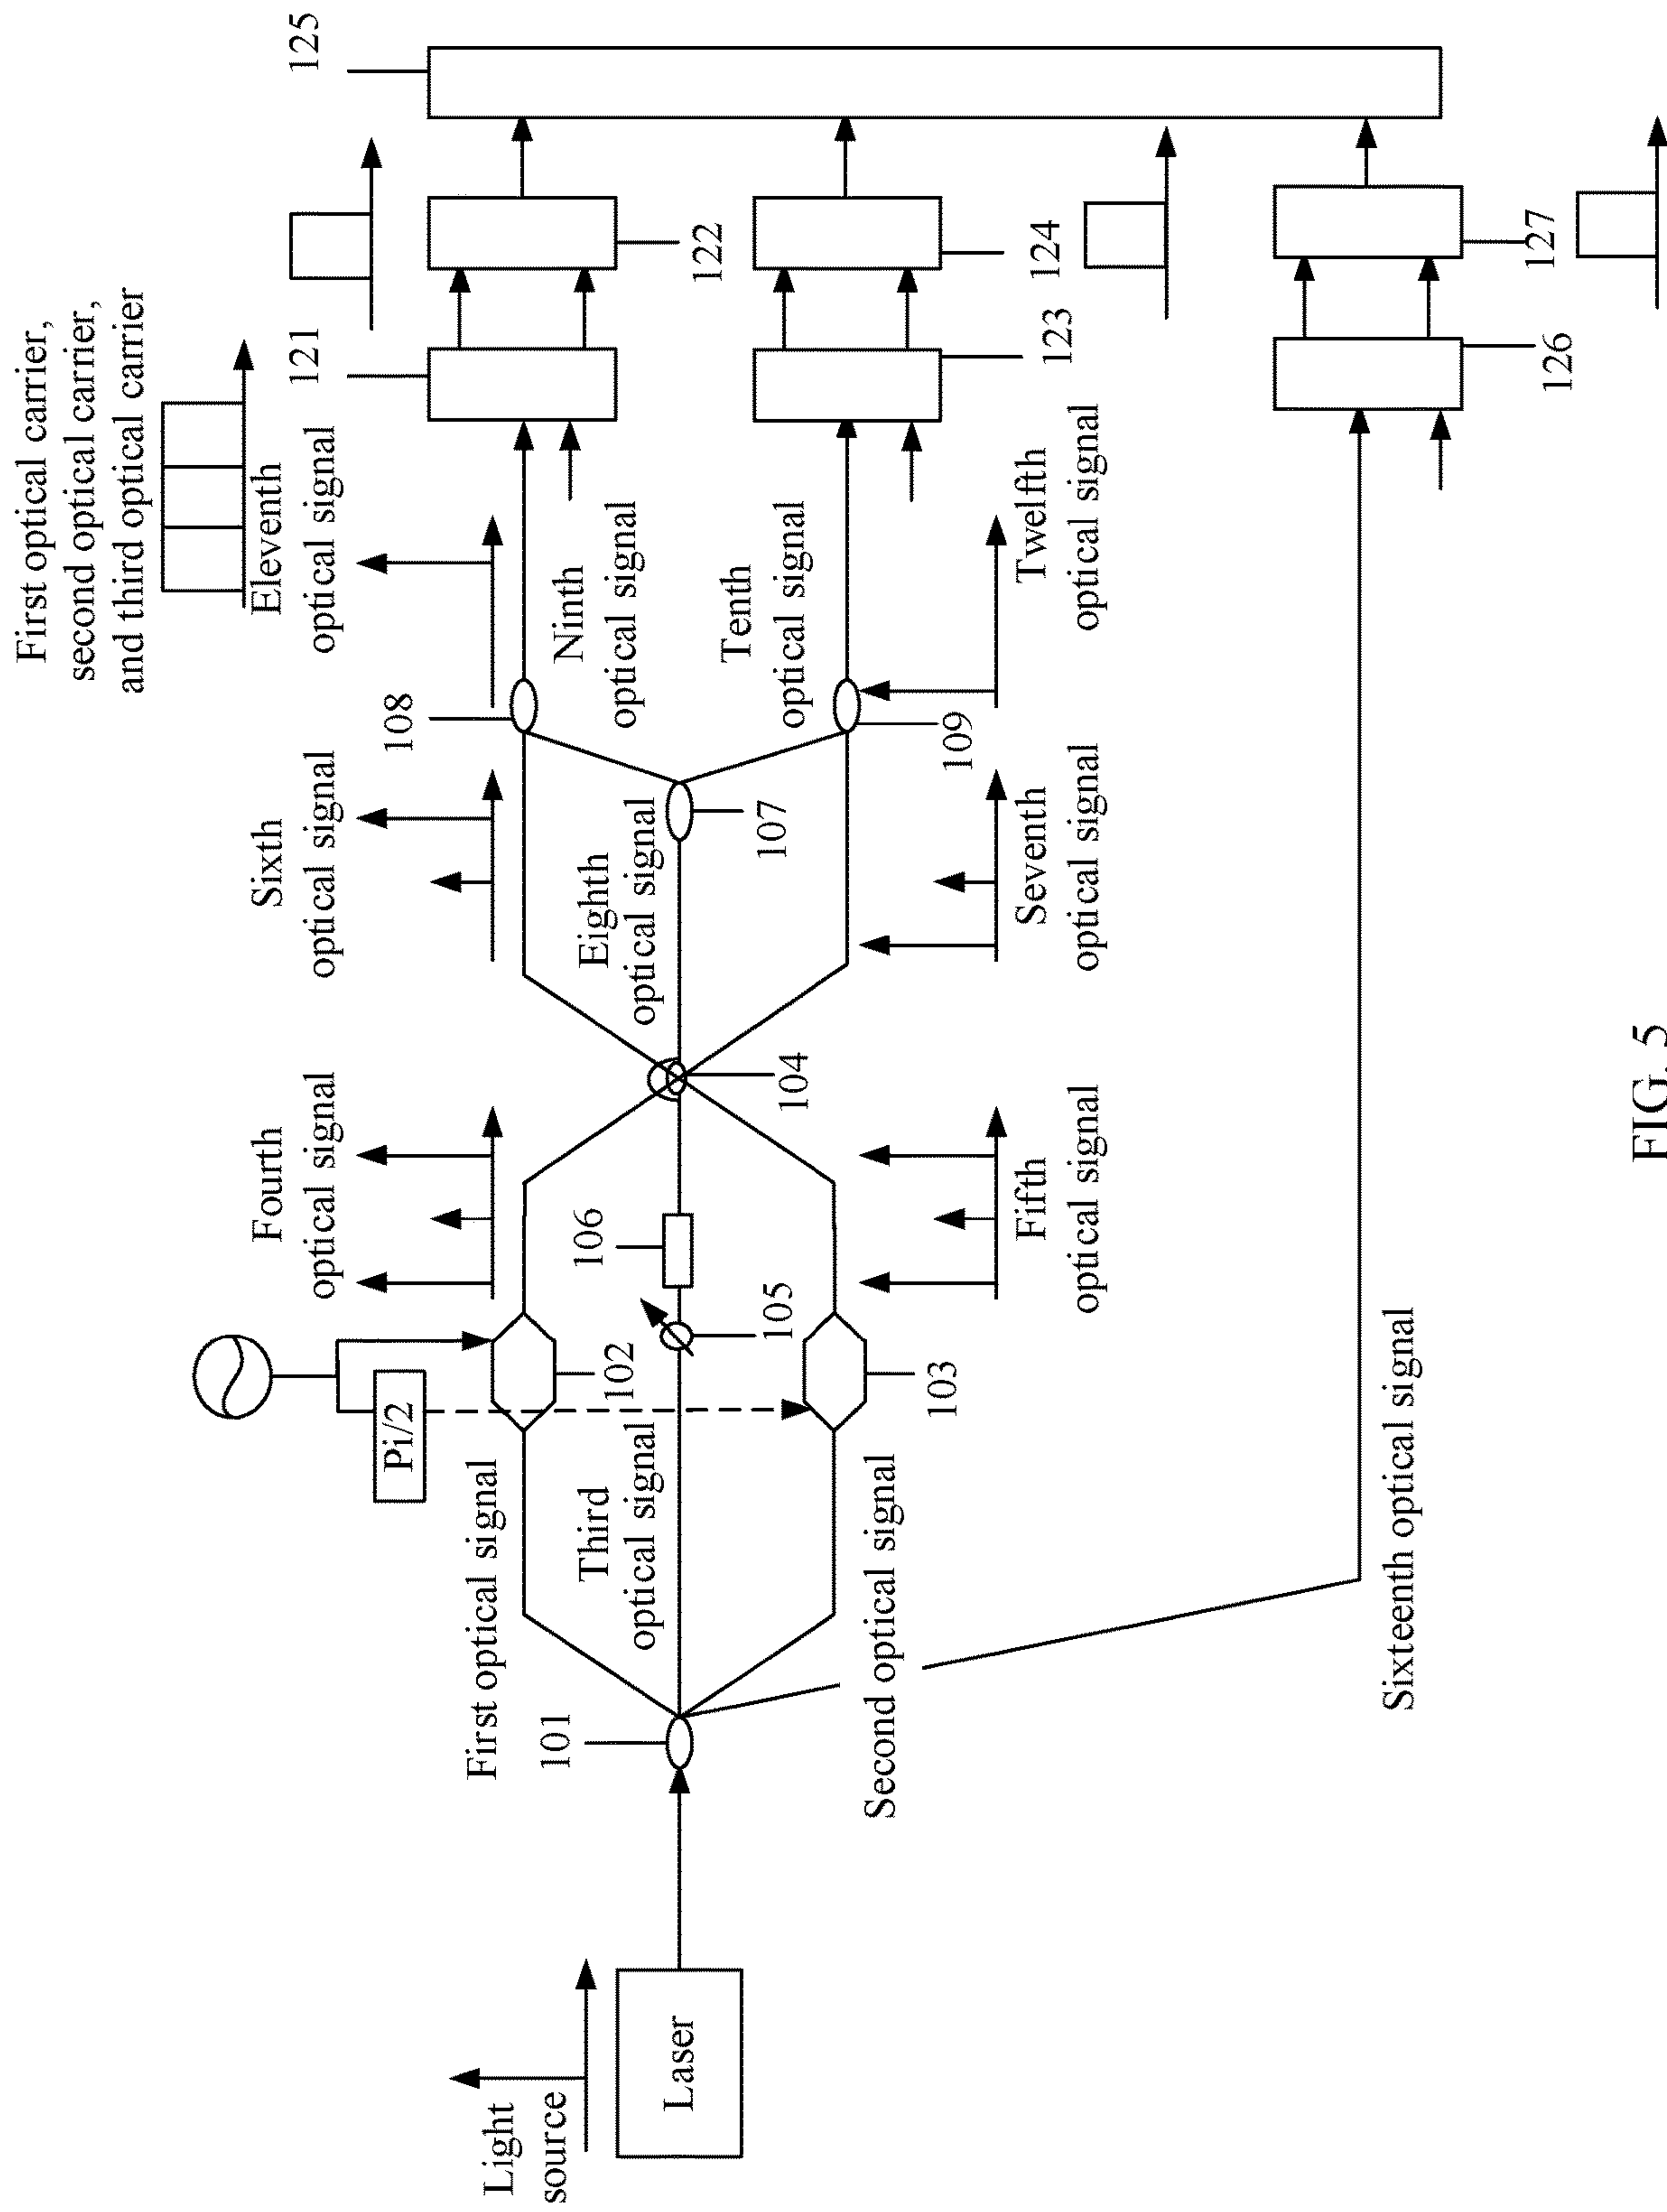 First optical carrier,
second optical carrier,
and third optical carrier
125
121
122
123
124
126
127
Eleventh
optical signal
Ninth
optical signal
Tenth
optical signal
Twelfth
optical signal
108
109
107
Sixth
optical signal
Eighth
optical signal
Seventh
optical signal
104
Fourth
optical signal
106
105
Fifth
optical signal
Pi/2
102
103
First optical signal
Third
optical signal
Second optical signal
Sixteenth optical signal
101
Light
source
Laser
FIG. 5